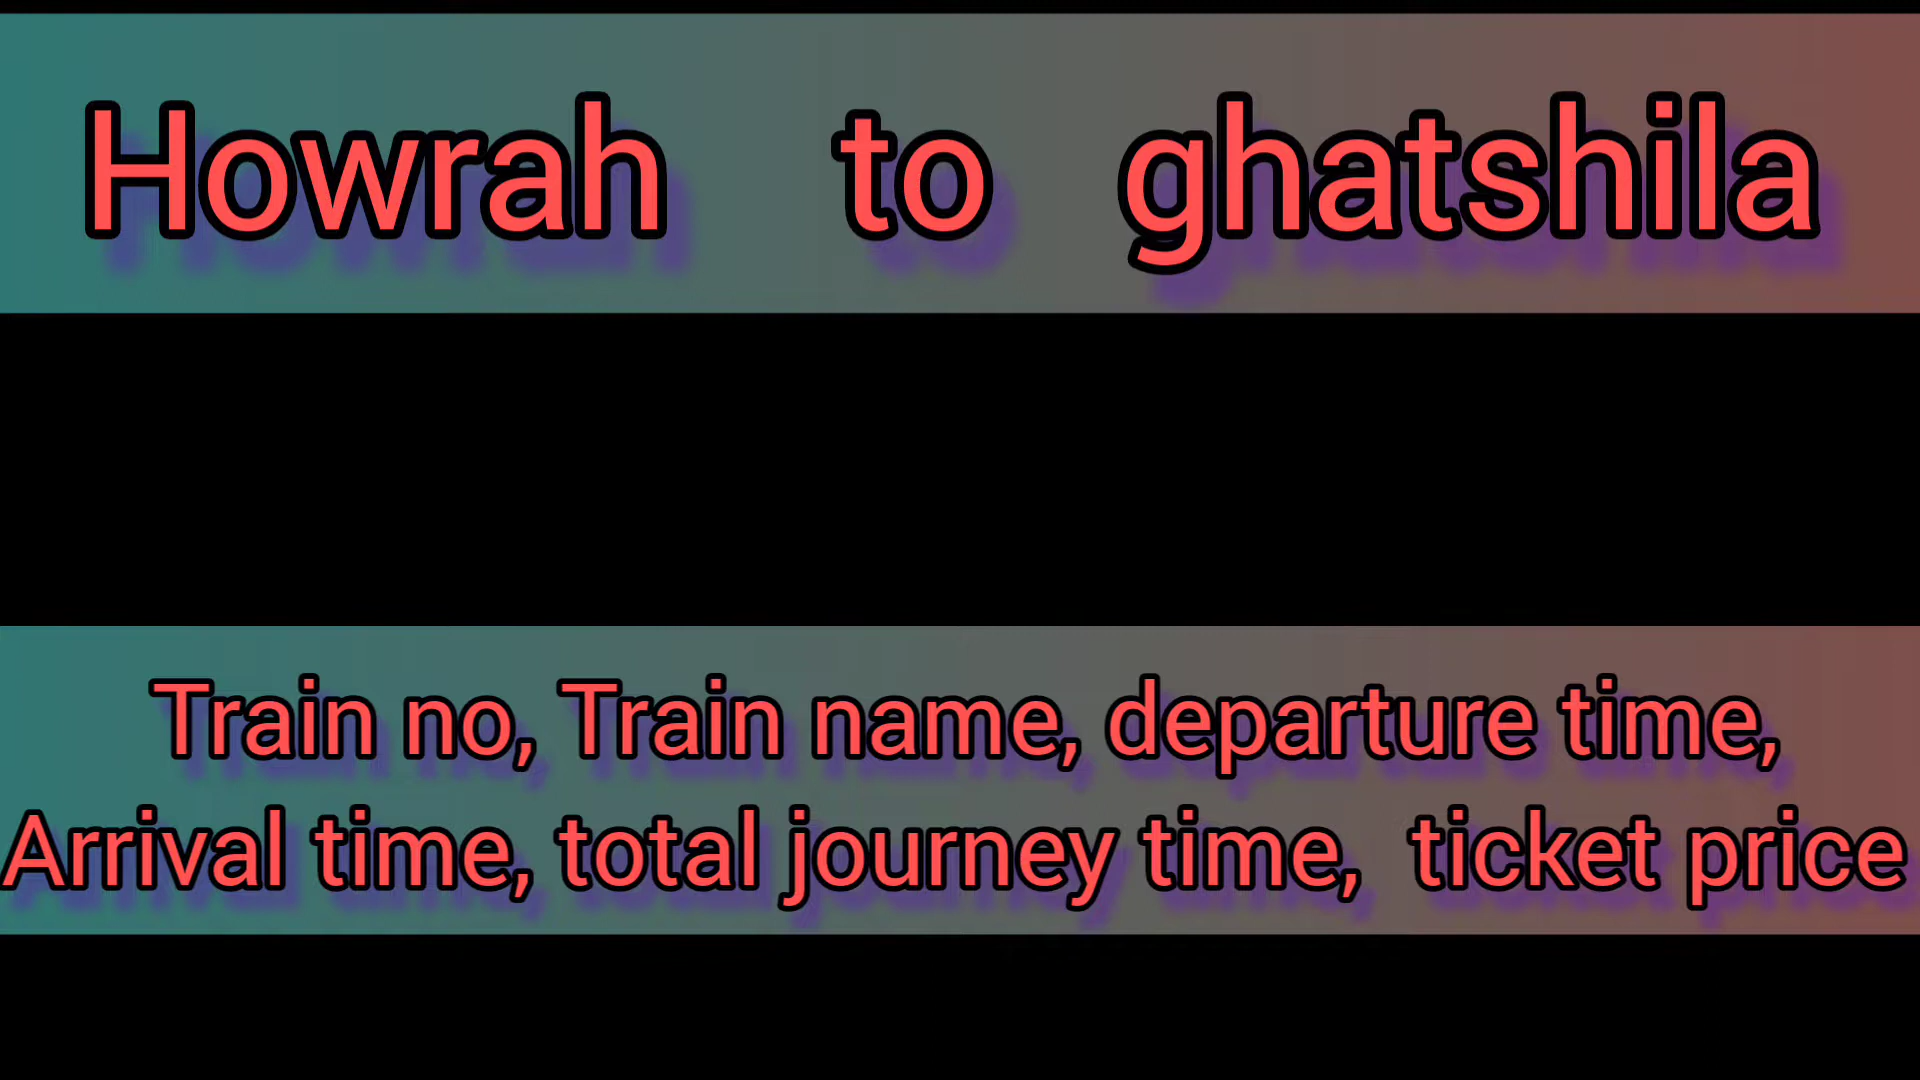 Howrah to ghatshila
Train no, Train name, departure time,
Arrival time, total journey time, ticket price